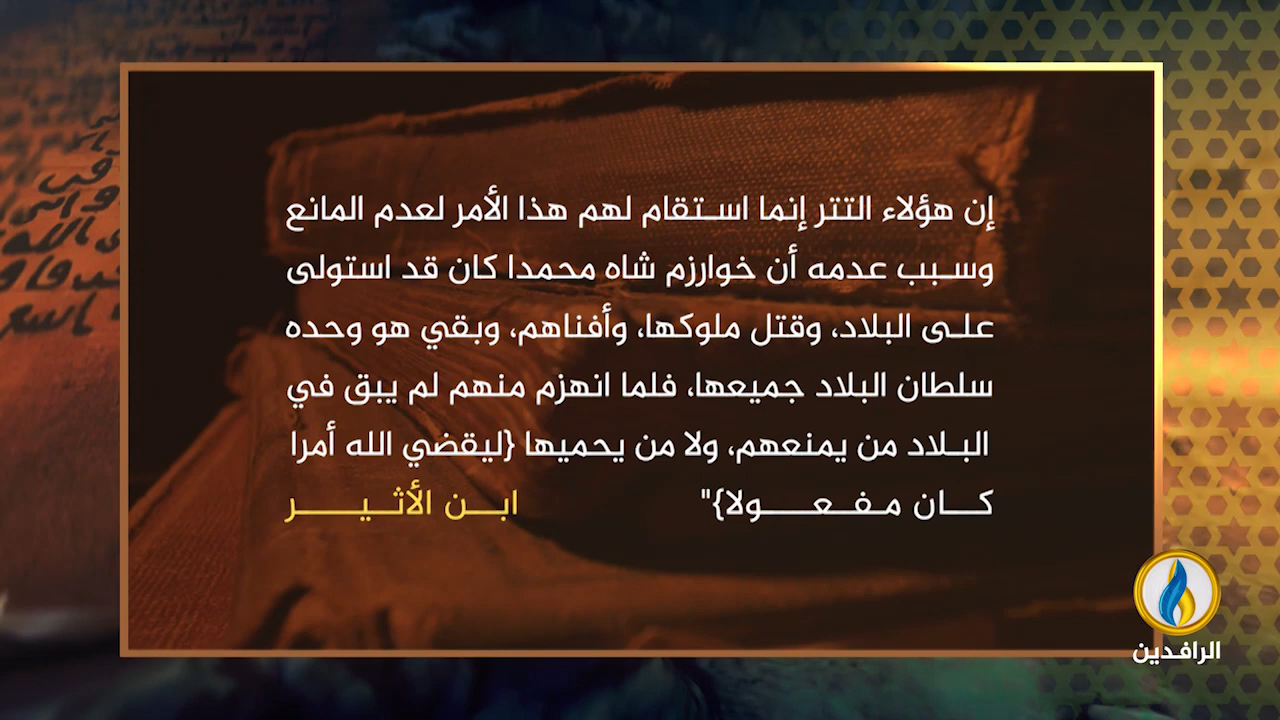 إن هؤلاء التتر إنما استقام لهم هذا الأمر لعدم المانع
وسبب عدمه أن خوارزم شاه محمدا كان قد استولى
على البلاد، وقتل ملوكها، وأفناهم، وبقي هو وحده
سلطان البلاد جميعها، فلما انهزم منهم لم يبق في
البلاد من يمنعهم، ولا من يحميها {ليقضي الله أمرا
كان مفعولا}" ابن الأثير
الرافدين